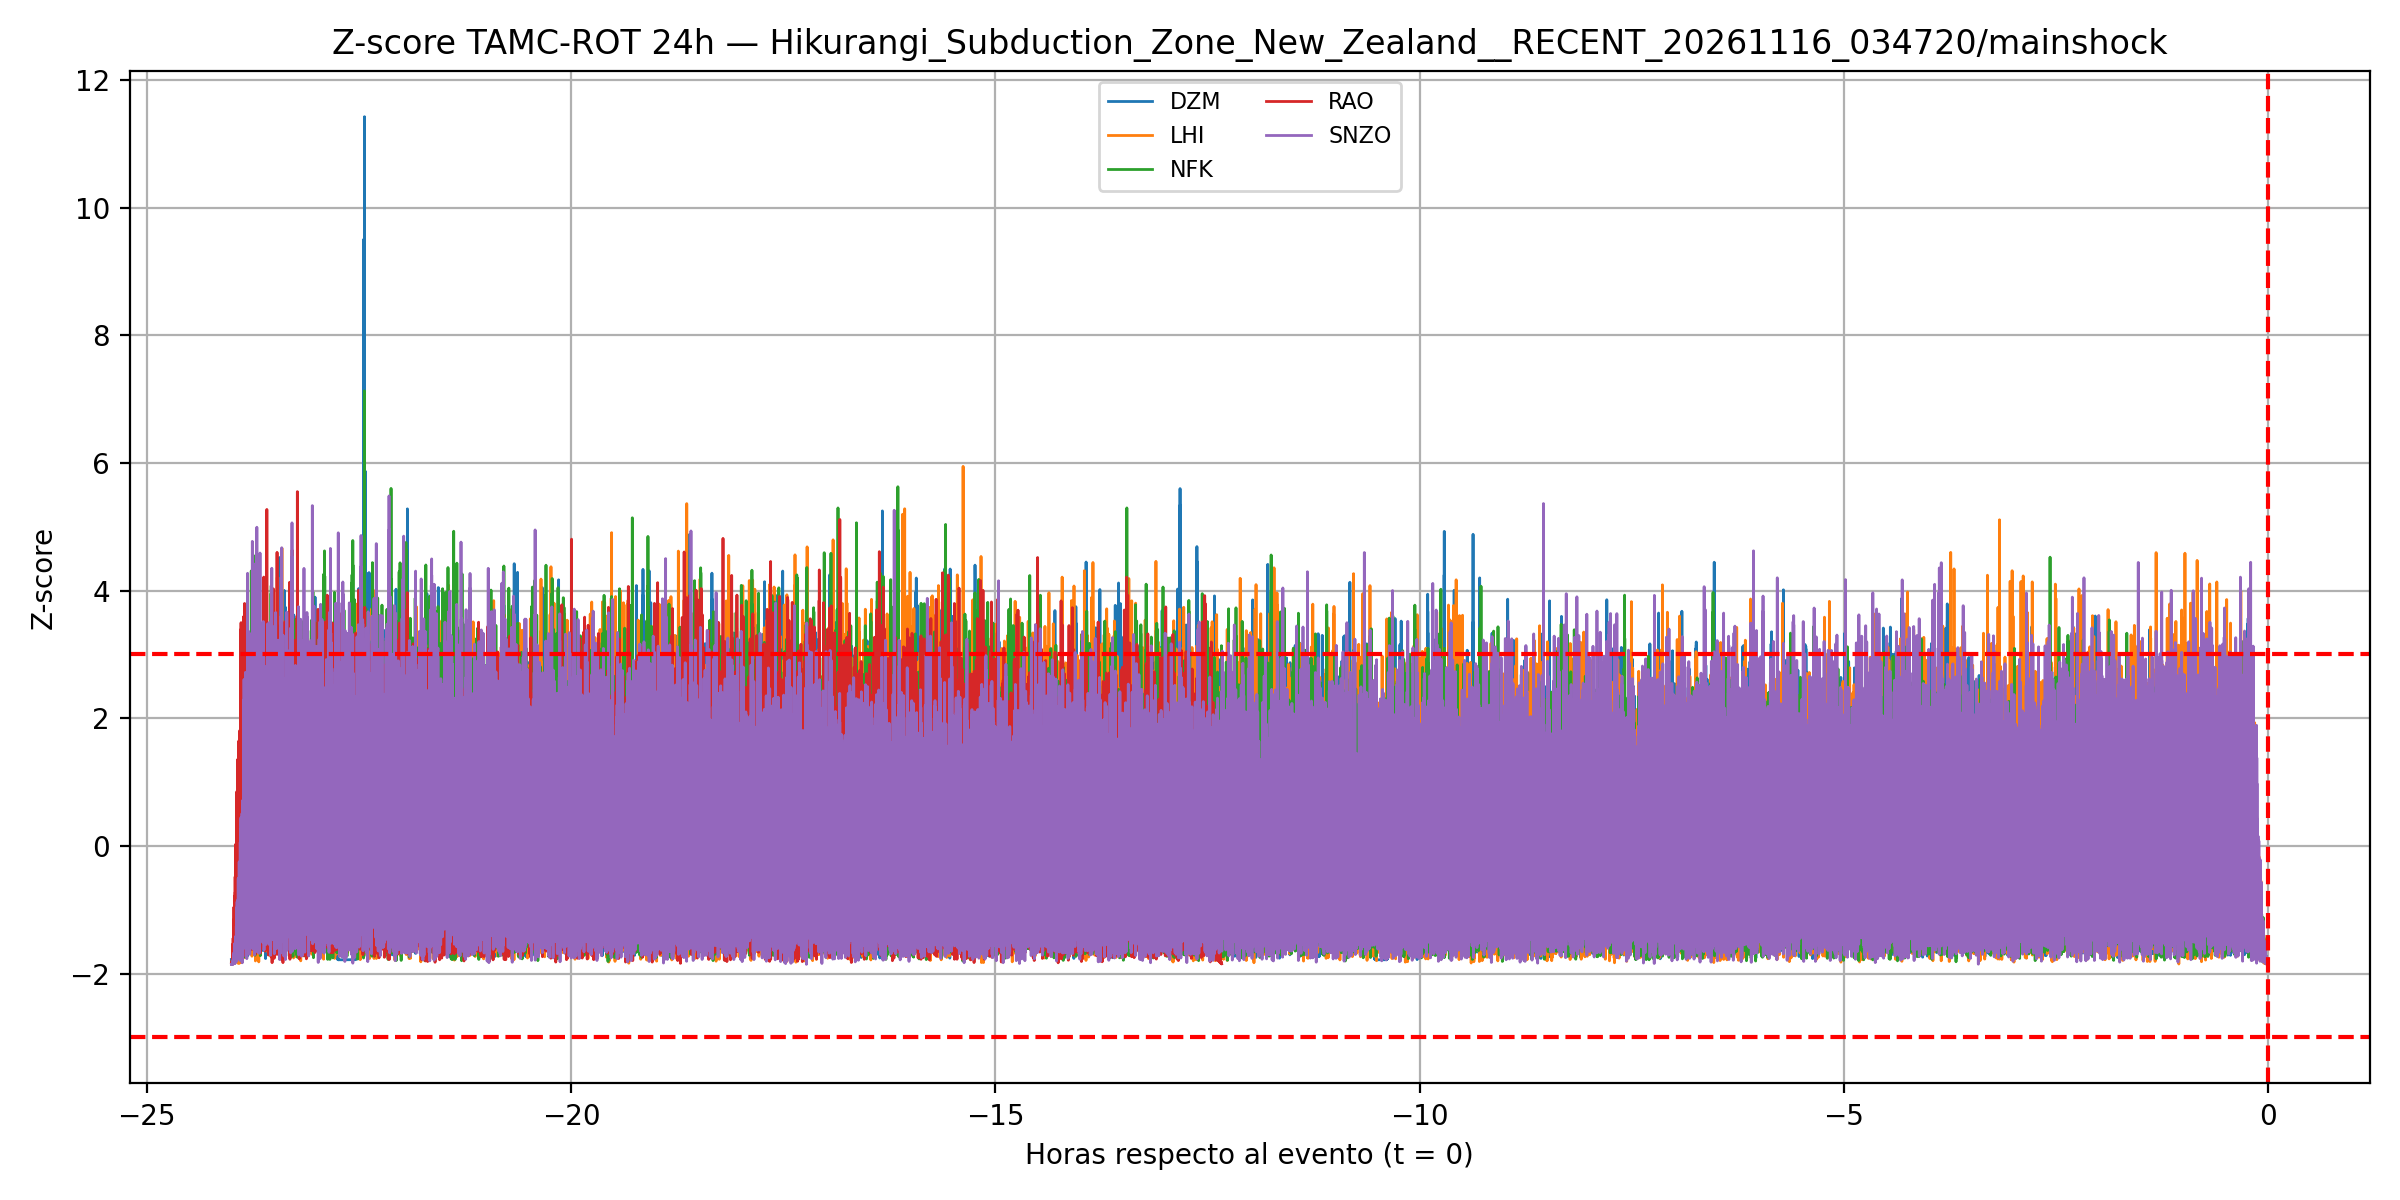 Z-score TAMC-ROT 24h — Hikurangi_Subduction_Zone_New_Zealand__RECENT_20261116_034720/mainshock
DZM
LHI
NFK
RAO
SNZO
12
10
8
6
4
2
0
−2
Z-score
−25
−20
−15
−10
−5
0
Horas respecto al evento (t = 0)